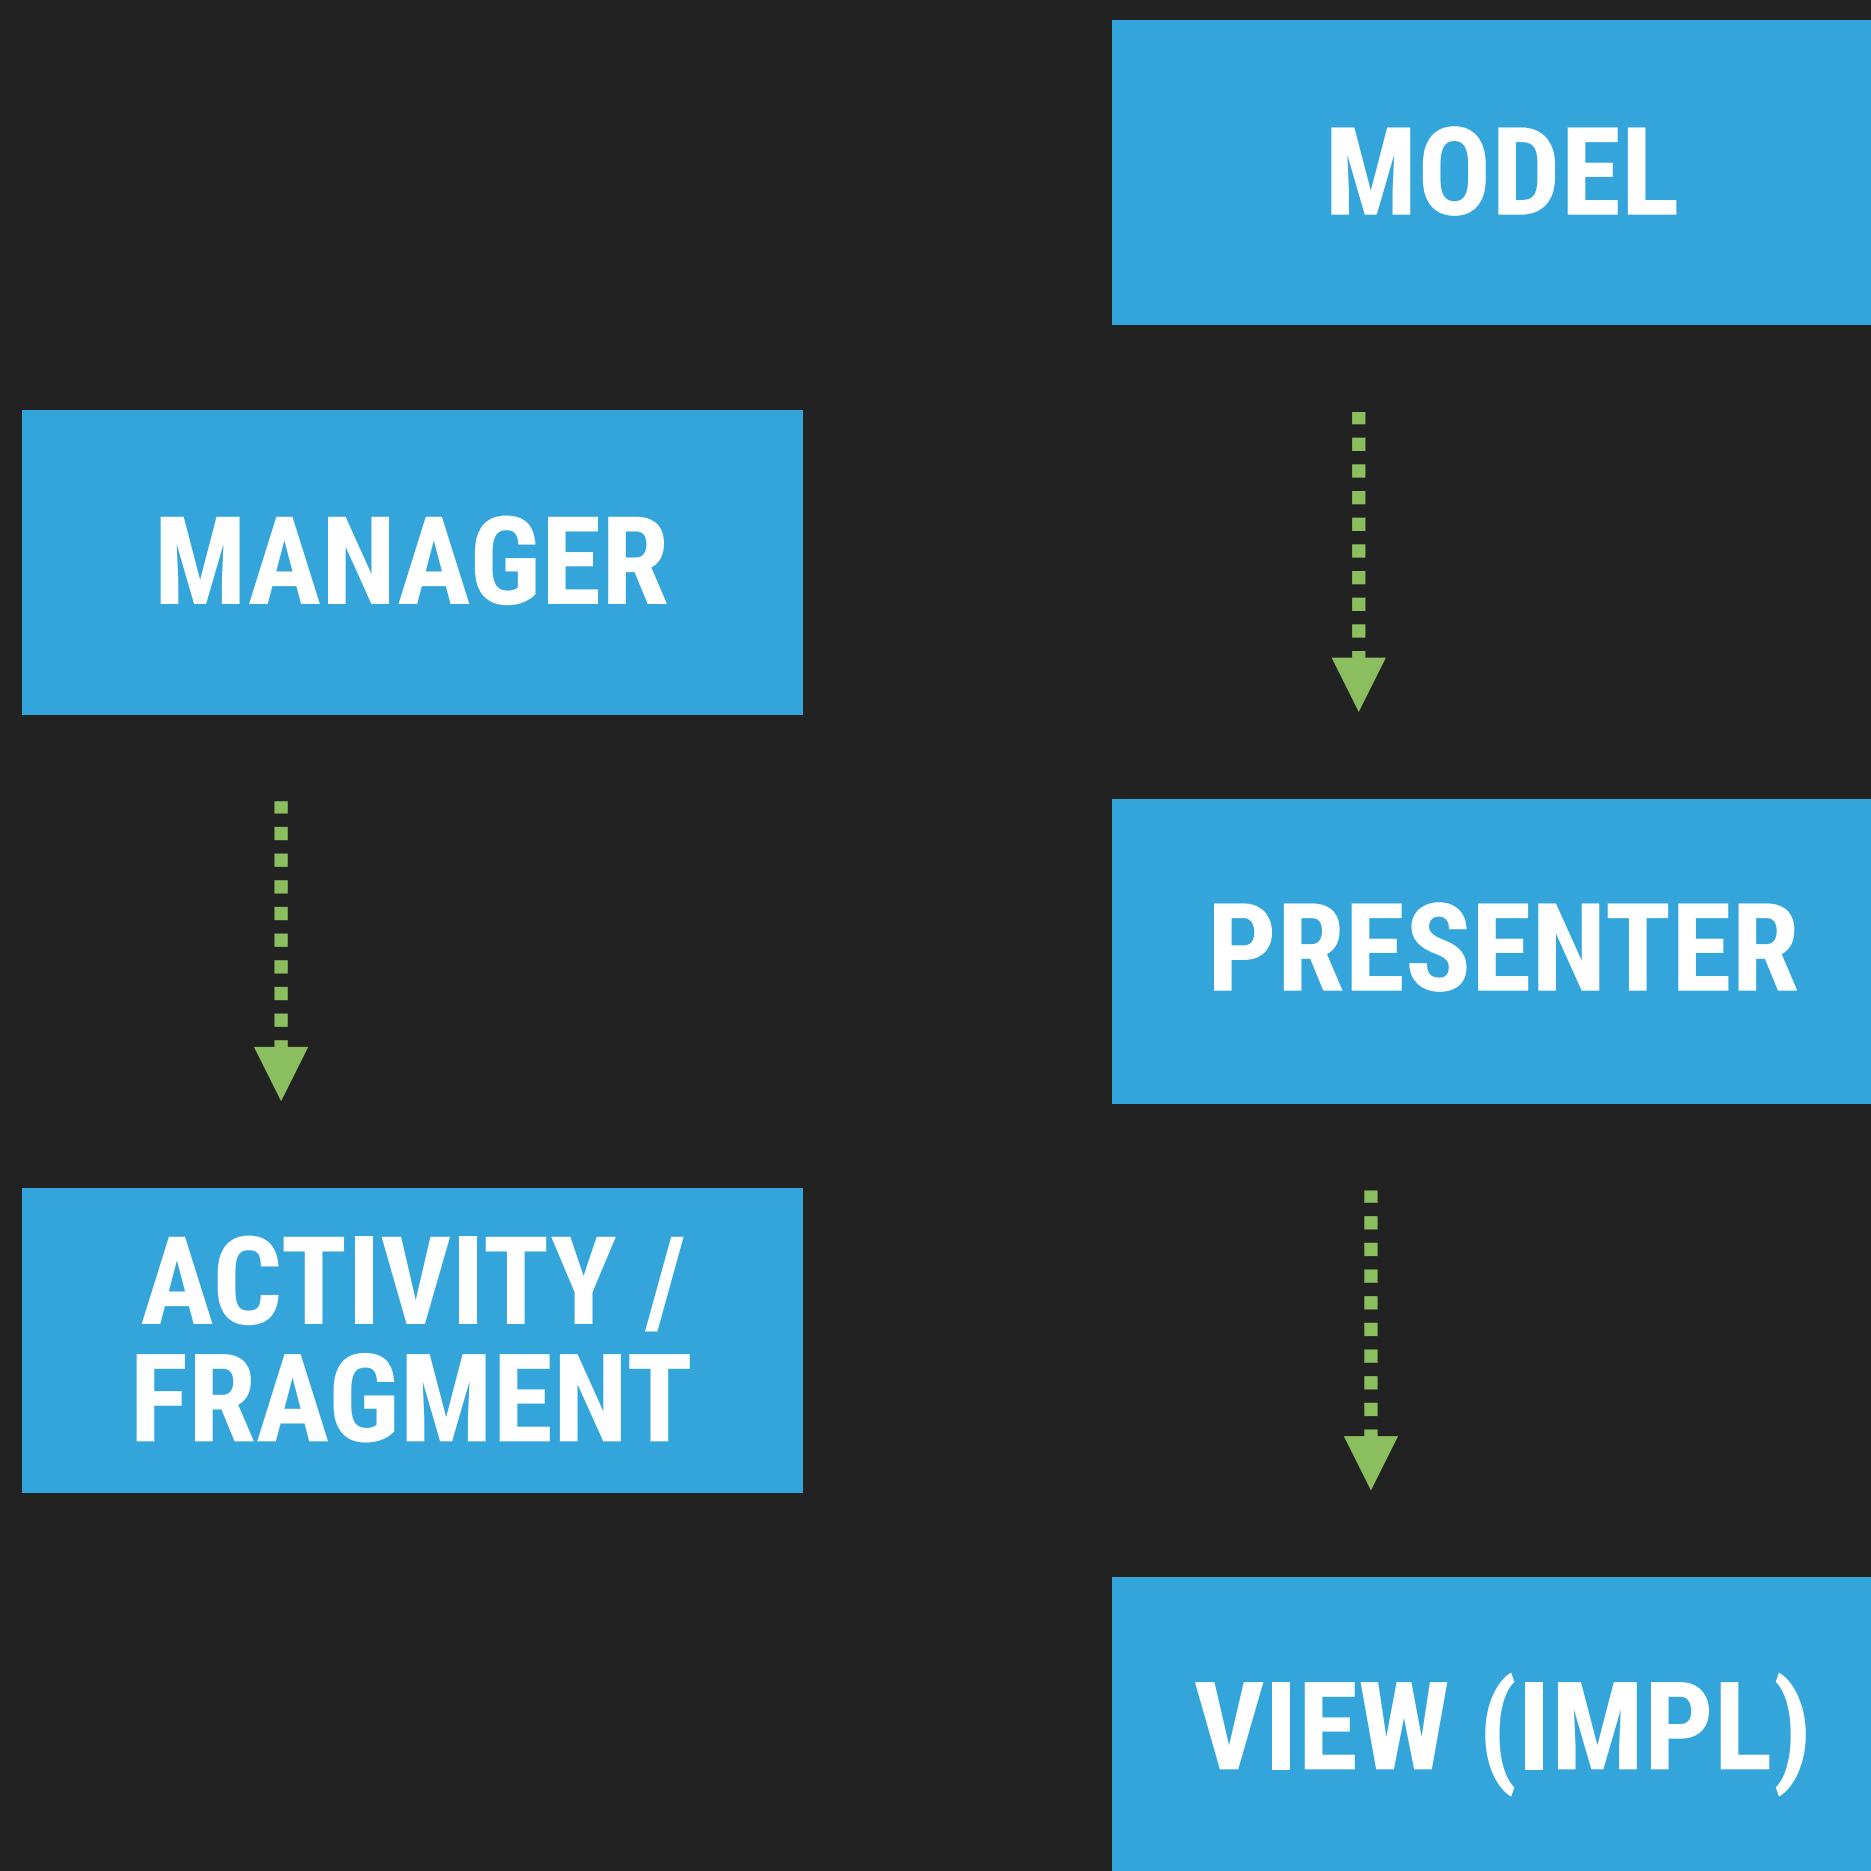 MODEL
MANAGER
PRESENTER
ACTIVITY /
FRAGMENT
VIEW (IMPL)